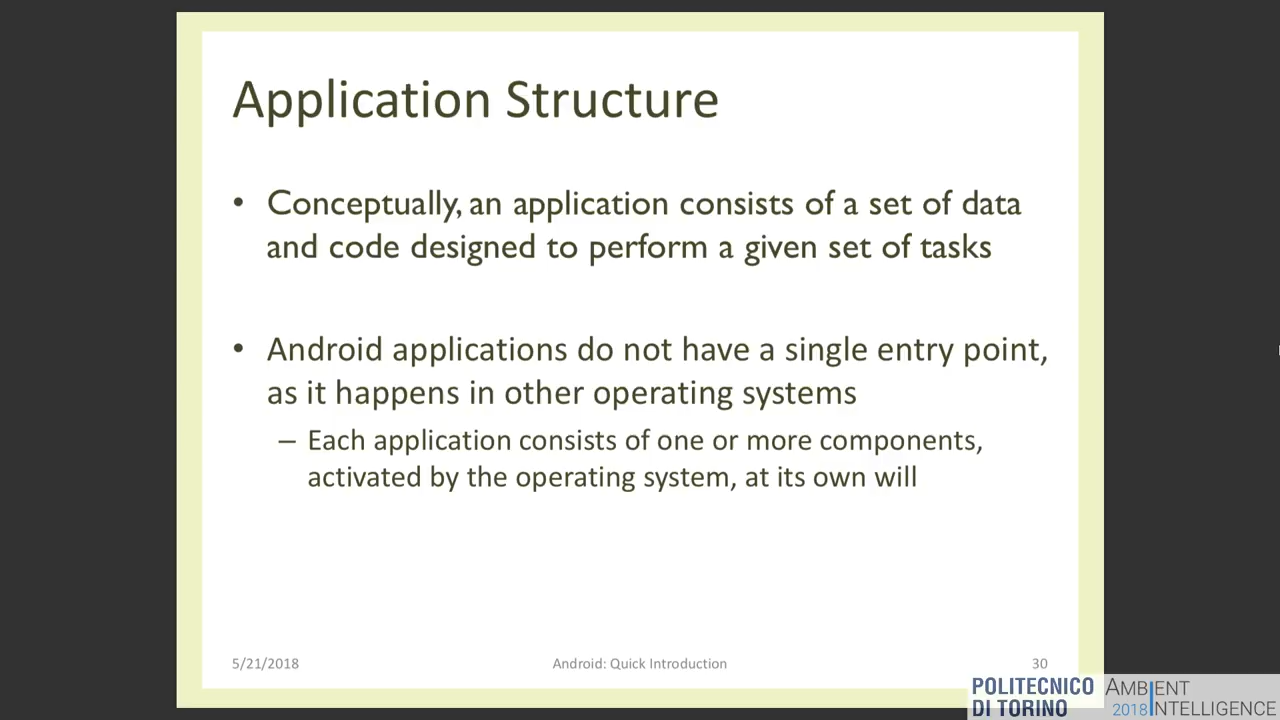 Application Structure
• Conceptually, an application consists of a set of data
and code designed to perform a given set of tasks
• Android applications do not have a single entry point,
as it happens in other operating systems
– Each application consists of one or more components,
activated by the operating system, at its own will
5/21/2018 Android: Quick Introduction 30
POLITECNICO
DI TORINO
AMBIENT
2018 INTELLIGENCE